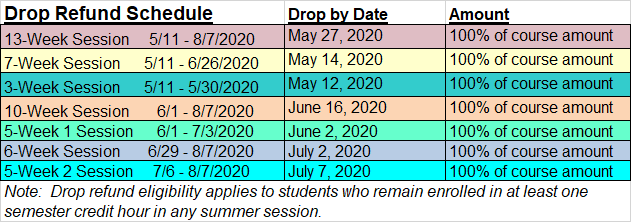 Drop Refund Schedule Drop by Date Amount
13-Week Session 5/11 - 8/7/2020 May 27, 2020 100% of course amount
7-Week Session 5/11 - 6/26/2020 May 14, 2020 100% of course amount
3-Week Session 5/11 - 5/30/2020 May 12, 2020 100% of course amount
10-Week Session 6/1 - 8/7/2020 June 16, 2020 100% of course amount
5-Week 1 Session 6/1 - 7/3/2020 June 2, 2020 100% of course amount
6-Week Session 6/29 - 8/7/2020 July 2, 2020 100% of course amount
5-Week 2 Session 7/6 - 8/7/2020 July 7, 2020 100% of course amount
Note: Drop refund eligibility applies to students who remain enrolled in at least one
semester credit hour in any summer session.